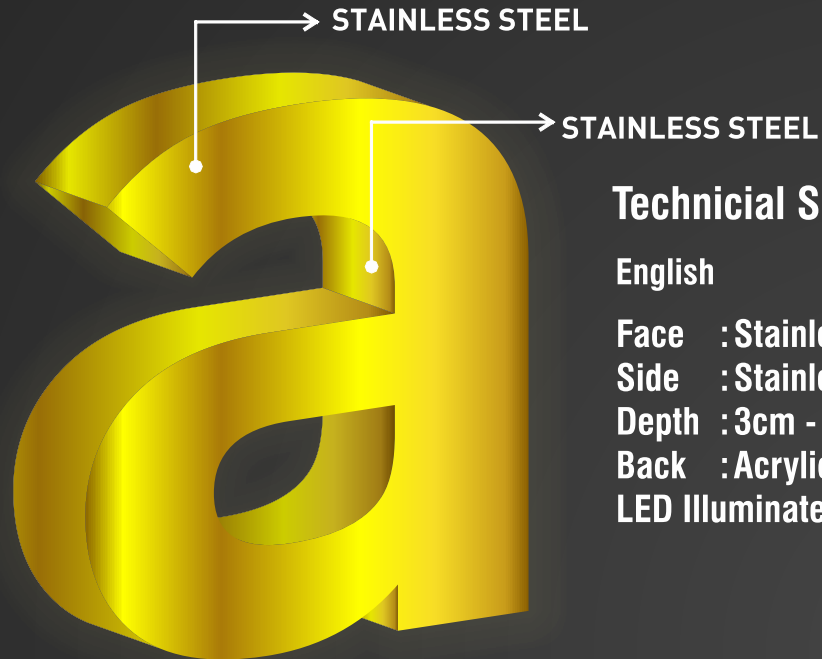 STAINLESS STEEL
STAINLESS STEEL
a
Technicial S
English
Face : Stainle
Side : Stainle
Depth : 3cm -
Back : Acrylic
LED Illuminate